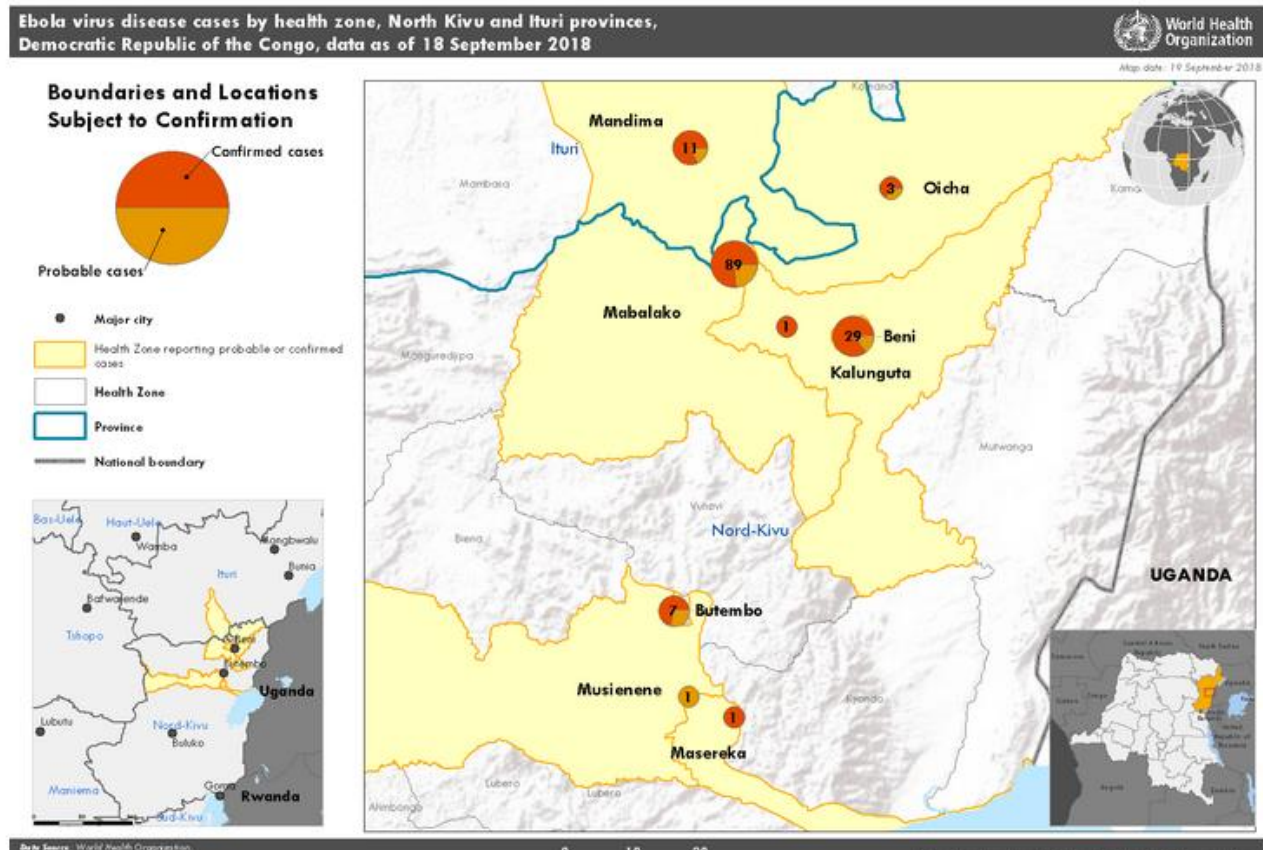 Ebola virus disease cases by health zone, North Kivu and Ituri provinces,
Democratic Republic of the Congo, data as of 18 September 2018
World Health
Organization
Map date: 19 September 2018
Boundaries and Locations
Subject to Confirmation
Confirmed cases
Probable cases
Major city
Health Zone reporting probable or confirmed
cases
Health Zone
Province
National boundary
Mandima
Ituri
11
Mambasa
3
Oicha
89
Mabalako
1
29
Beni
Kalunguta
Manguredjipa
Mutwanga
Vuhovi
Nord-Kivu
Biena
UGANDA
7
Butembo
Musienene
1
1
Masereka
Kyondo
Lubero
Lubero
Alimbongo
Bas-Uele
Haut-Uele
Wamba
Mongbwalu
Bunia
Ituri
Bafwasende
Tshopo
Beni
Butembo
Uganda
Lubutu
Nord-Kivu
Buluko
Maniema
Goma
Rwanda
Sud-Kivu
Data Source: World Health Organization